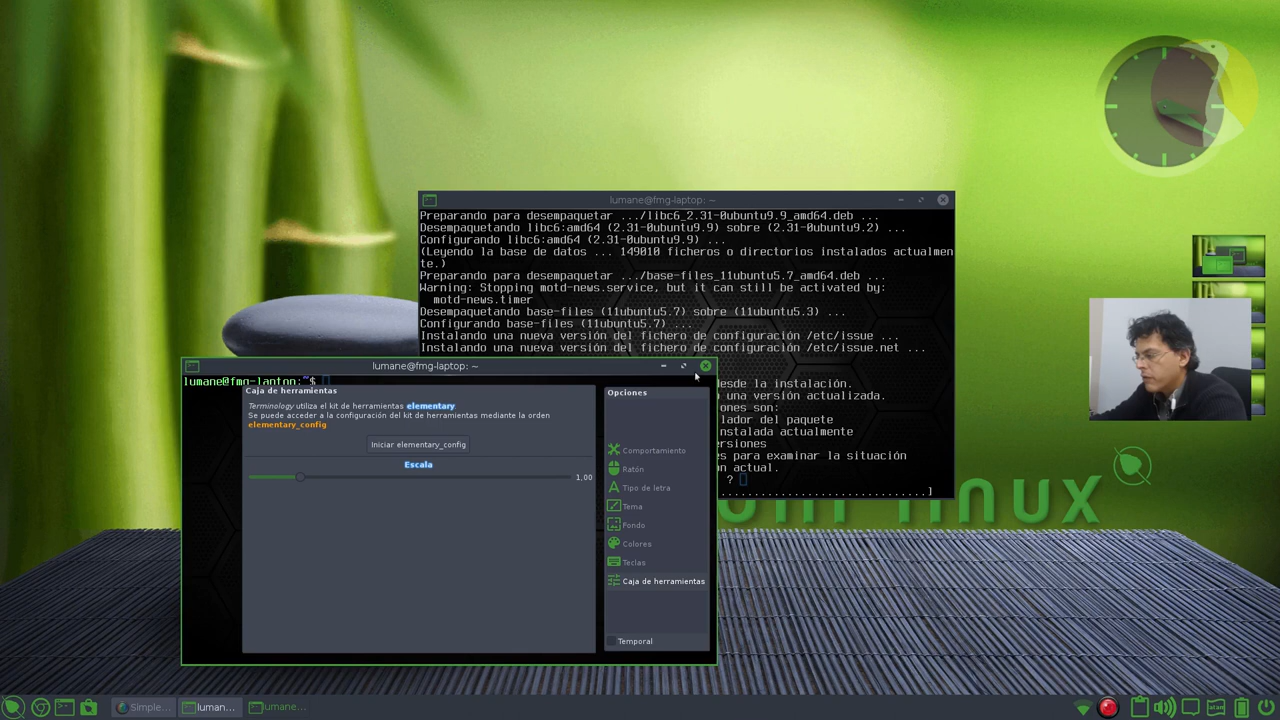 lumane@fmg-laptop: ~
Preparando para desempaquetar .../libc6_2.31-0ubuntu9.9_amd64.deb ...
Desempaquetando libc6:amd64 (2.31-0ubuntu9.9) sobre (2.31-0ubuntu9.2) ...
Configurando libc6:amd64 (2.31-0ubuntu9.9) ...
(Leyendo la base de datos ... 149010 ficheros o directorios instalados actualmen
te.)
Preparando para desempaquetar .../base-files_11ubuntu5.7_amd64.deb ...
Warning: Stopping motd-news.service, but it can still be activated by:
motd-news.timer
Desempaquetando base-files (11ubuntu5.7) sobre (11ubuntu5.3) ...
Configurando base-files (11ubuntu5.7) ...
Instalando una nueva versión del fichero de configuración /etc/issue ...
Instalando una nueva versión del fichero de configuración /etc/issue.net ...
desde la instalación.
una versión actualizada.
ones son:
lador del paquete
instalada actualmente
ersiones
es para examinar la situación
n actual.
?
................................]
lumane@fmg-laptop: ~
lumane@fmg-laptop:~$
Caja de herramientas
Terminology utiliza el kit de herramientas elementary.
Se puede acceder a la configuración del kit de herramientas mediante la orden
elementary_config
Iniciar elementary_config
Escala
1,00
Opciones
Comportamiento
Ratón
Tipo de letra
Tema
Fondo
Colores
Teclas
Caja de herramientas
Temporal
linux
Simple...
luman...
lumane...